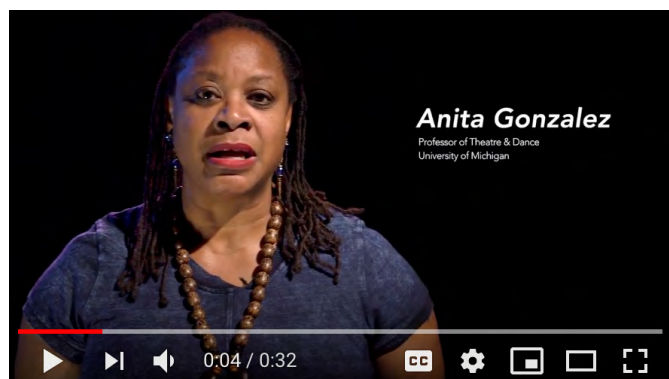 Anita Gonzalez
Professor of Theatre & Dance
University of Michigan
0:04 / 0:32
CC